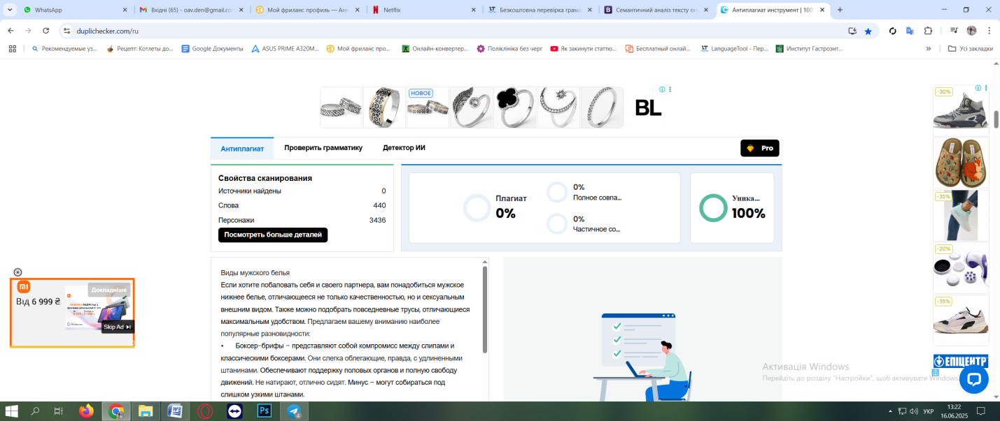 WhatsApp
Вхідні (65) - oav.den@gmail.co
Мой фриланс профиль — Ан
Netflix
Безкоштовна перевірка грама
Семантичний аналіз тексту он
Антиплагиат инструмент | 100
duplichecker.com/ru
Рекомендуемые уз...
Рецепт: Котлеты до...
Google Документы
ASUS PRIME A320M...
Мой фриланс про...
Онлайн-конвертер...
Поліклініка без черг
Як закинути статтю...
Бесплатный онлай...
LanguageTool - Пер...
Институт Гастроэнт...
»
Усі закладки
НОВОЕ
BL
Антиплагиат
Проверить грамматику
Детектор ИИ
Pro
Свойства сканирования
Источники найдены 0
Слова 440
Персонажи 3436
Посмотреть больше деталей
Плагиат
0%
0%
Полное совпа...
0%
Частичное со...
Уника...
100%
Виды мужского белья
Если хотите побаловать себя и своего партнера, вам понадобиться мужское
нижнее белье, отличающееся не только качественностью, но и сексуальным
внешним видом. Также можно подобрать повседневные трусы, отличающиеся
максимальным удобством. Предлагаем вашему вниманию наиболее
популярные разновидности:
• Боксер-брифы – представляют собой компромисс между слипами и
классическими боксерами. Они слегка облегающие, правда, с удлиненными
штанинами. Обеспечивают поддержку половых органов и полную свободу
движений. Не натирают, отлично сидят. Минус – могут собираться под
слишком узкими штанами.
mi
Від 6 999 ₴
Докладніше
Skip Ad
-30%
-35%
-20%
-35%
ЕПІЦЕНТР
Активація Windows
Перейдіть до розділу "Настройки", щоб активувати Windows.
W
Ps
4
УКР
13:22
16.06.2025